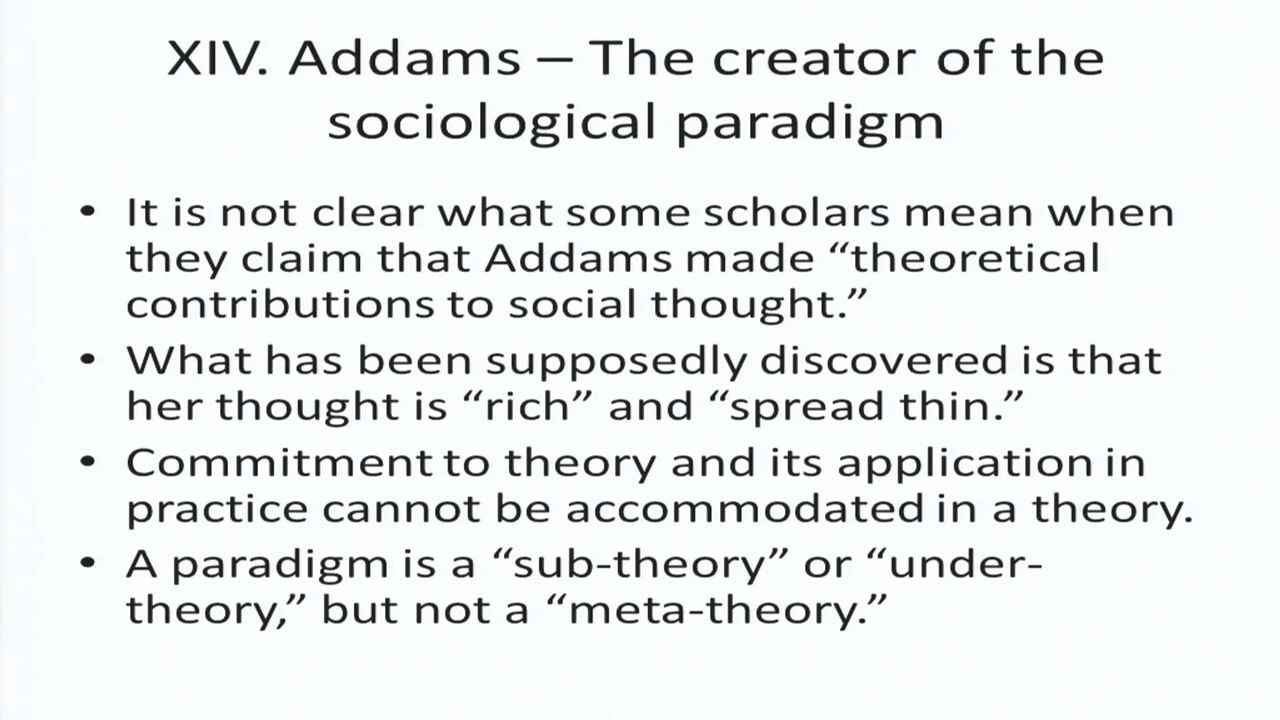 XIV. Addams – The creator of the
sociological paradigm
• It is not clear what some scholars mean when
they claim that Addams made “theoretical
contributions to social thought.”
• What has been supposedly discovered is that
her thought is “rich” and “spread thin.”
• Commitment to theory and its application in
practice cannot be accommodated in a theory.
• A paradigm is a “sub-theory” or “under-
theory,” but not a “meta-theory.”